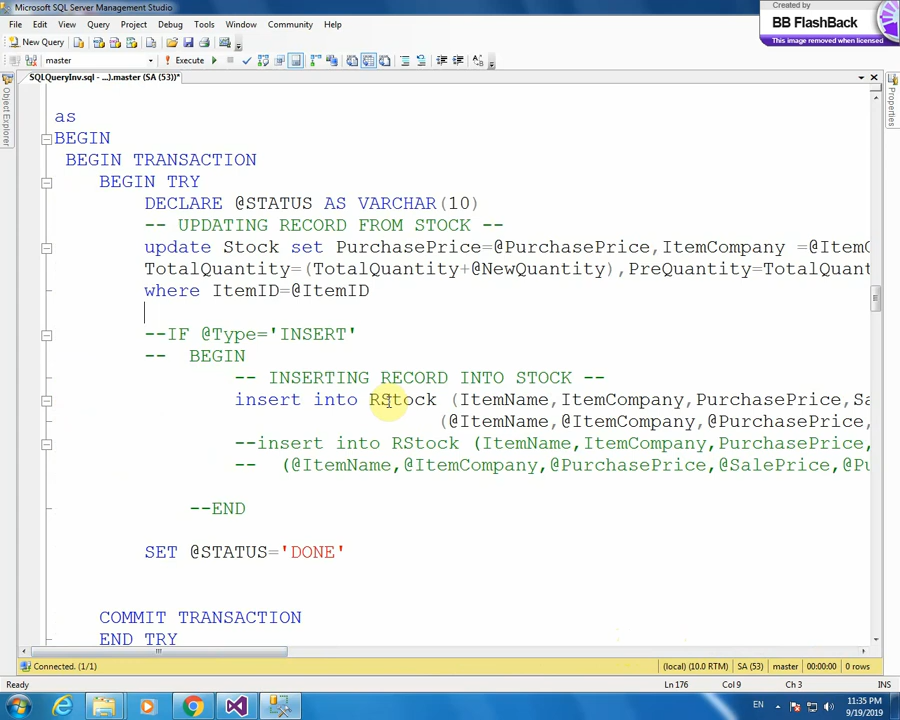 Microsoft SQL Server Management Studio
Created by
BB FlashBack
This image removed when licensed
File Edit View Query Project Debug Tools Window Community Help
New Query
master Execute
SQLQueryInv.sql - ...).master (SA (53))*
Object Explorer
Properties
as
BEGIN
BEGIN TRANSACTION
BEGIN TRY
DECLARE @STATUS AS VARCHAR(10)
-- UPDATING RECORD FROM STOCK --
update Stock set PurchasePrice=@PurchasePrice,ItemCompany =@ItemC
TotalQuantity=(TotalQuantity+@NewQuantity),PreQuantity=TotalQuant
where ItemID=@ItemID
--IF @Type='INSERT'
-- BEGIN
-- INSERTING RECORD INTO STOCK --
insert into RStock (ItemName,ItemCompany,PurchasePrice,Sa
(@ItemName,@ItemCompany,@PurchasePrice,
--insert into RStock (ItemName,ItemCompany,PurchasePrice,
-- (@ItemName,@ItemCompany,@PurchasePrice,@SalePrice,@Pu
--END
SET @STATUS='DONE'
COMMIT TRANSACTION
END TRY
Connected. (1/1) (local) (10.0 RTM) SA (53) master 00:00:00 0 rows
Ready Ln 176 Col 9 Ch 3 INS
EN 11:35 PM
9/19/2019